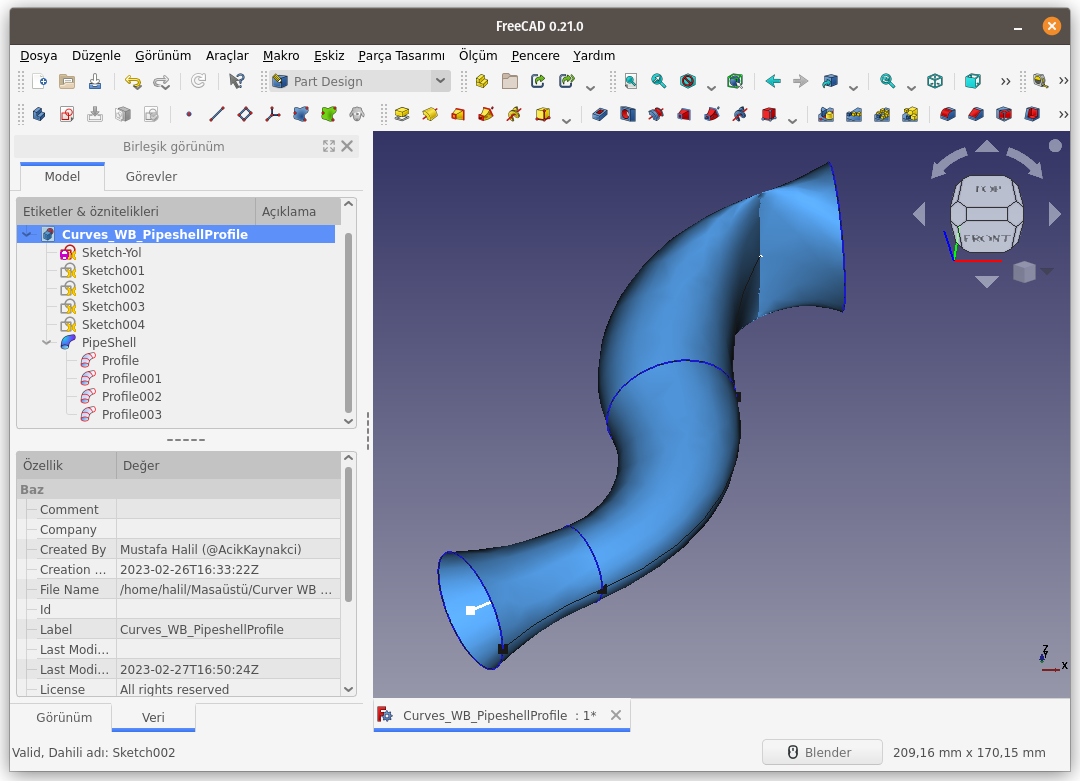 FreeCAD 0.21.0
Dosya Düzenle Görünüm Araçlar Makro Eskiz Parça Tasarımı Ölçüm Pencere Yardım
Part Design
Birleşik görünüm
Model Görevler
Etiketler & öznitelikleri Açıklama
Curves_WB_PipeshellProfile
Sketch-Yol
Sketch001
Sketch002
Sketch003
Sketch004
PipeShell
Profile
Profile001
Profile002
Profile003
Özellik Değer
Baz
Comment
Company
Created By Mustafa Halil (@AcikKaynakci)
Creation ... 2023-02-26T16:33:22Z
File Name /home/halil/Masaüstü/Curver WB ...
Id
Label Curves_WB_PipeshellProfile
Last Modi...
Last Modi... 2023-02-27T16:50:24Z
License All rights reserved
Görünüm Veri
TOP
FRONT
Z
Y
X
Curves_WB_PipeshellProfile : 1*
Valid, Dahili adı: Sketch002
Blender 209,16 mm x 170,15 mm